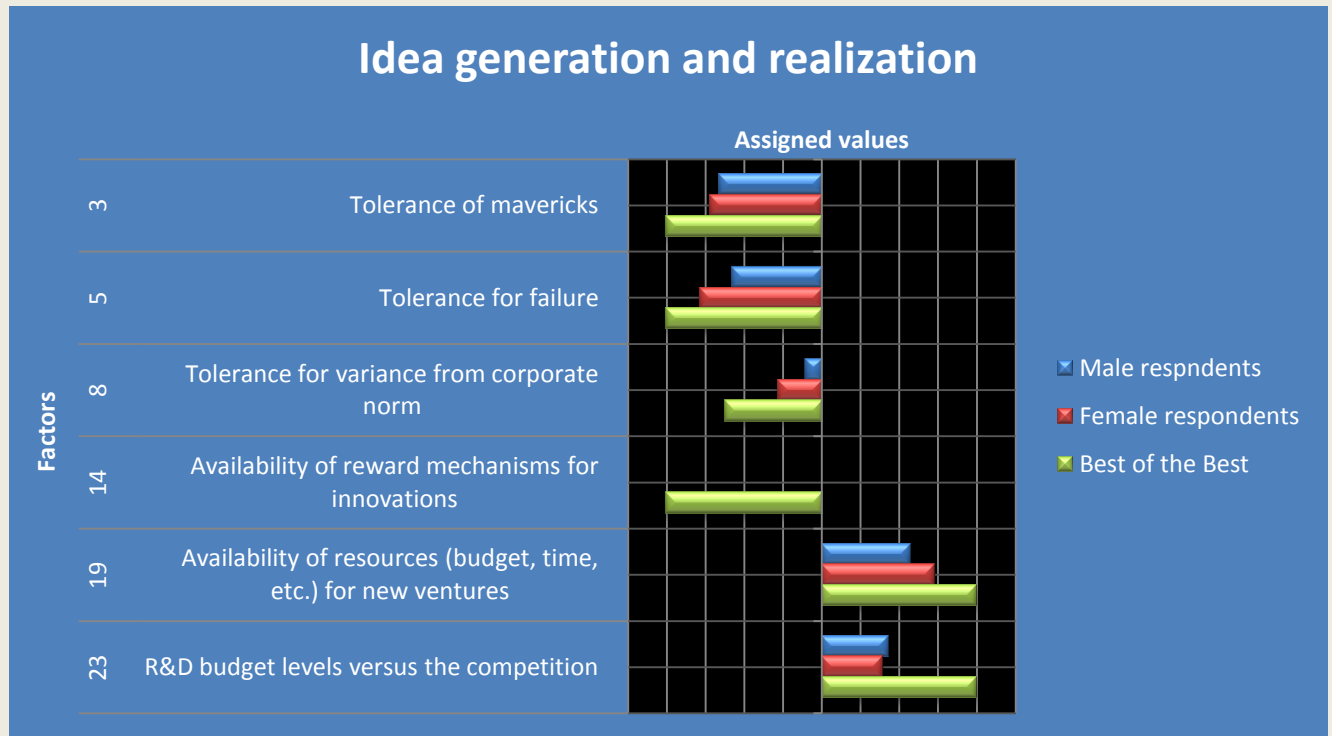 Idea generation and realization
Assigned values
Factors
3
Tolerance of mavericks
5
Tolerance for failure
8
Tolerance for variance from corporate
norm
14
Availability of reward mechanisms for
innovations
19
Availability of resources (budget, time,
etc.) for new ventures
23
R&D budget levels versus the competition
Male respndents
Female respondents
Best of the Best